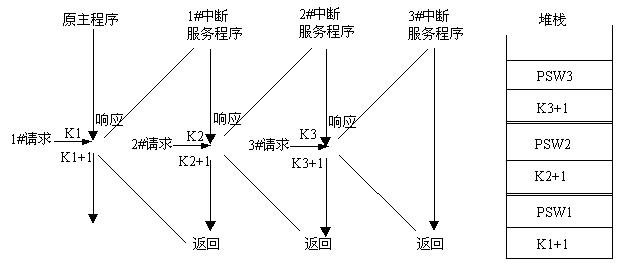 原主程序
1#中断
服务程序
2#中断
服务程序
3#中断
服务程序
堆栈
响应
响应
响应
1#请求
K1
K1+1
2#请求
K2
K2+1
3#请求
K3
K3+1
返回
返回
返回
PSW3
K3+1
PSW2
K2+1
PSW1
K1+1